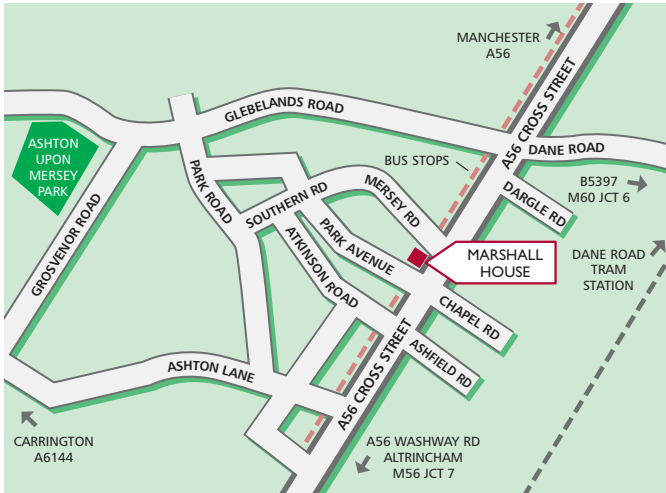 MANCHESTER
A56
A56 CROSS STREET
GLEBELANDS ROAD
DANE ROAD
BUS STOPS
ASHTON
UPON
MERSEY
PARK
B5397
M60 JCT 6
DARGLE RD
PARK ROAD
SOUTHERN RD
MERSEY RD
GROSVENOR ROAD
PARK AVENUE
ATKINSON ROAD
MARSHALL
HOUSE
DANE ROAD
TRAM
STATION
CHAPEL RD
ASHFIELD RD
ASHTON LANE
A56 CROSS STREET
CARRINGTON
A6144
A56 WASHWAY RD
ALTRINCHAM
M56 JCT 7